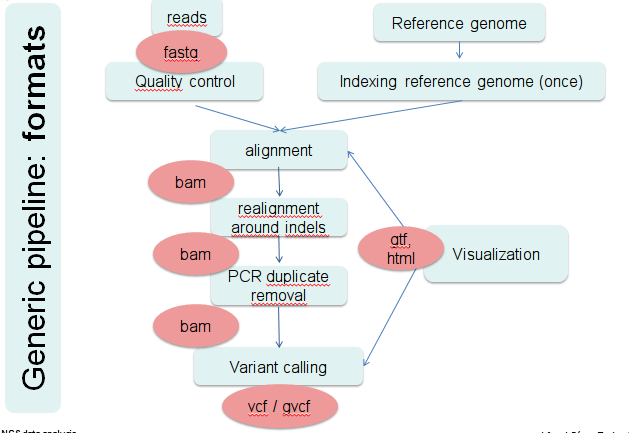 Generic pipeline: formats
reads
fastq
Quality control
Reference genome
Indexing reference genome (once)
alignment
bam
realignment
around indels
bam
PCR duplicate
removal
bam
Variant calling
vcf / gvcf
gtf,
html
Visualization
NGS data analysis